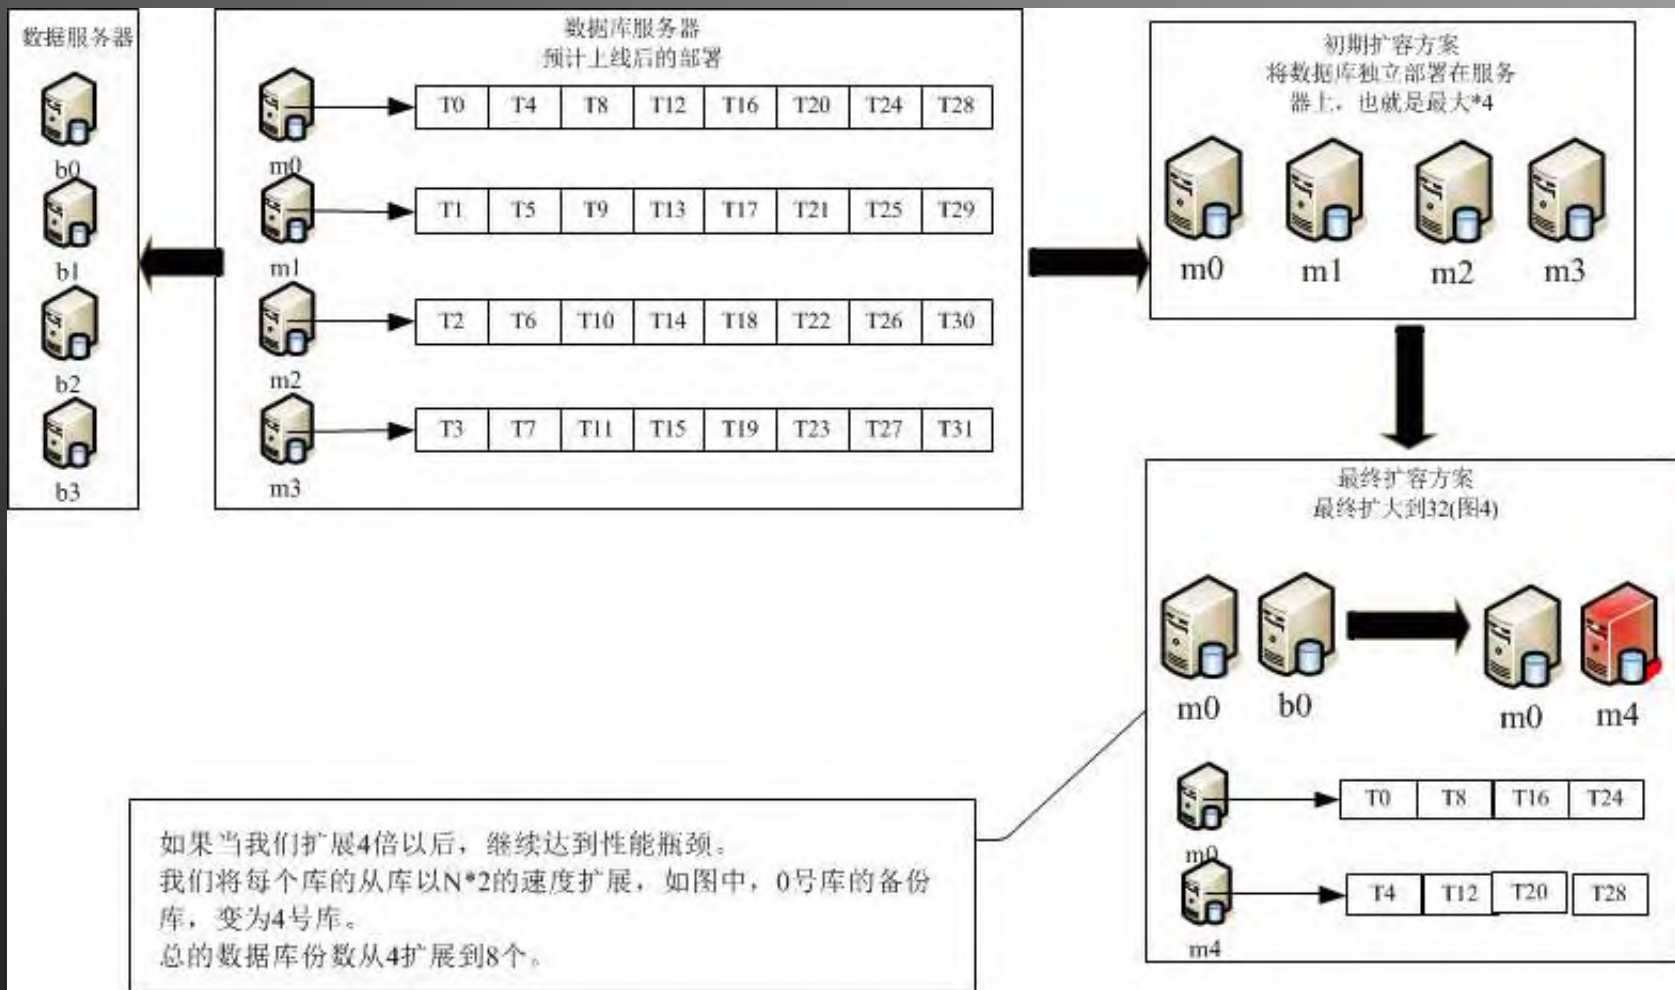 数据服务器
b0
b1
b2
b3
数据库服务器
预计上线后的部署
m0
T0 T4 T8 T12 T16 T20 T24 T28
m1
T1 T5 T9 T13 T17 T21 T25 T29
m2
T2 T6 T10 T14 T18 T22 T26 T30
m3
T3 T7 T11 T15 T19 T23 T27 T31
初期扩容方案
将数据库独立部署在服务
器上，也就是最大*4
m0 m1 m2 m3
最终扩容方案
最终扩大到32(图4)
m0 b0 m0 m4
T0 T8 T16 T24
m0
T4 T12 T20 T28
m4
如果当我们扩展4倍以后，继续达到性能瓶颈。
我们将每个库的从库以N*2的速度扩展，如图中，0号库的备份
库，变为4号库。
总的数据库份数从4扩展到8个。